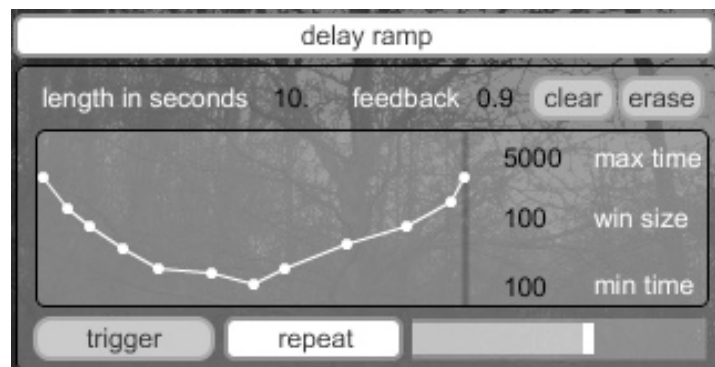 delay ramp
length in seconds 10. feedback 0.9 clear erase
5000 max time
100 win size
100 min time
trigger repeat